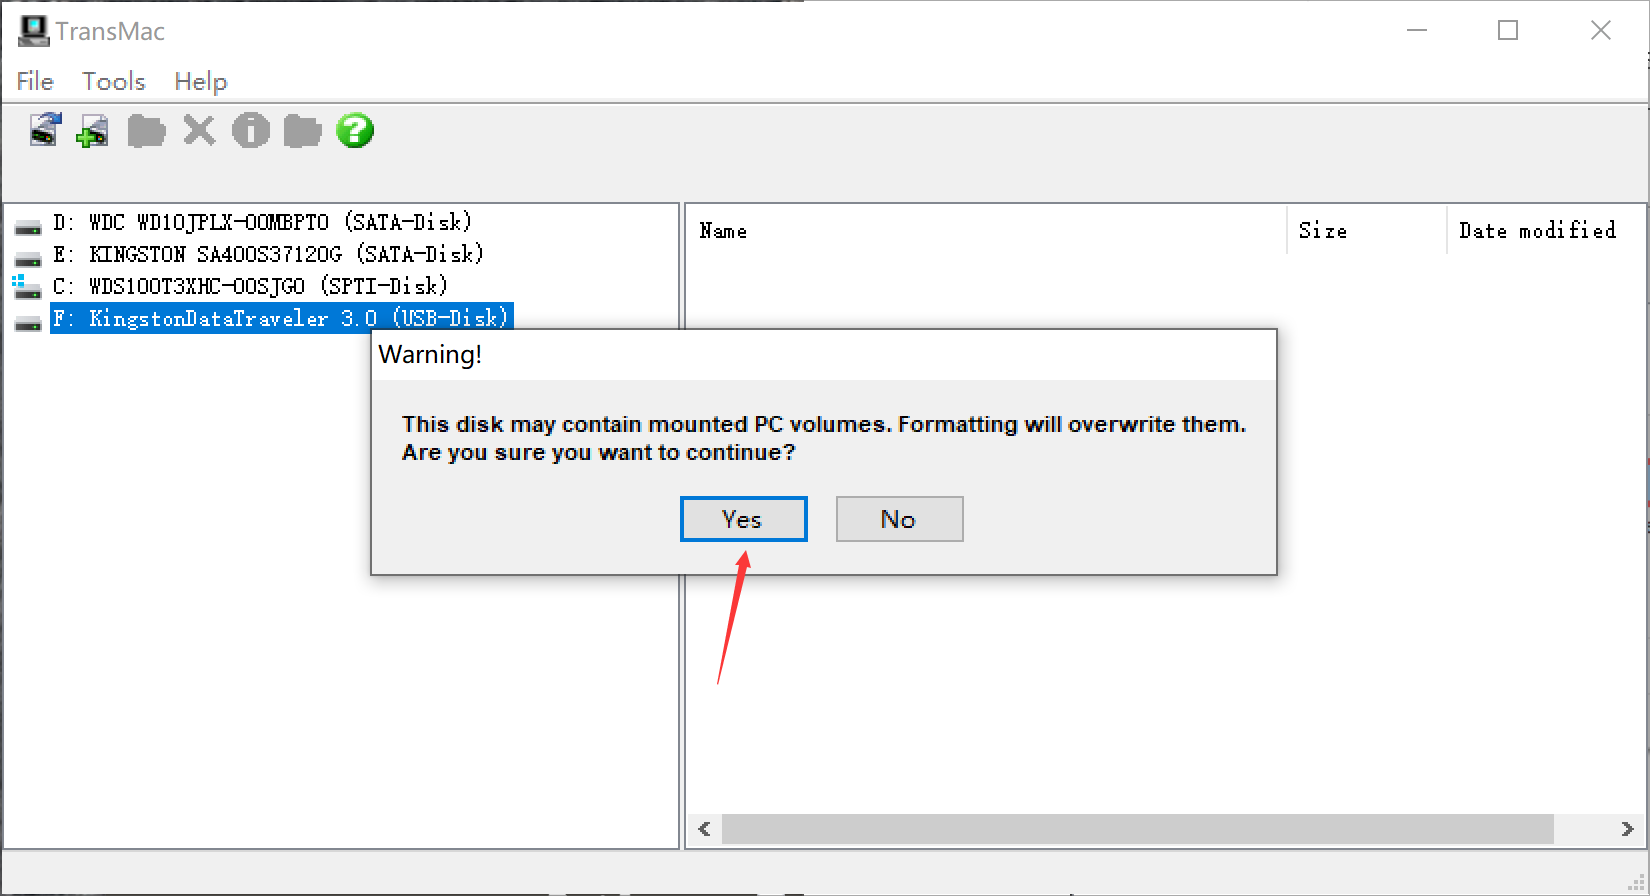 TransMac
File Tools Help
D: WDC WD10JPLX-00MBPT0 (SATA-Disk)
E: KINGSTON SA400S37120G (SATA-Disk)
C: WDS100T3XHC-00SJG0 (SPTI-Disk)
F: KingstonDataTraveler 3.0 (USB-Disk)
Name Size Date modified
Warning!
This disk may contain mounted PC volumes. Formatting will overwrite them.
Are you sure you want to continue?
Yes No